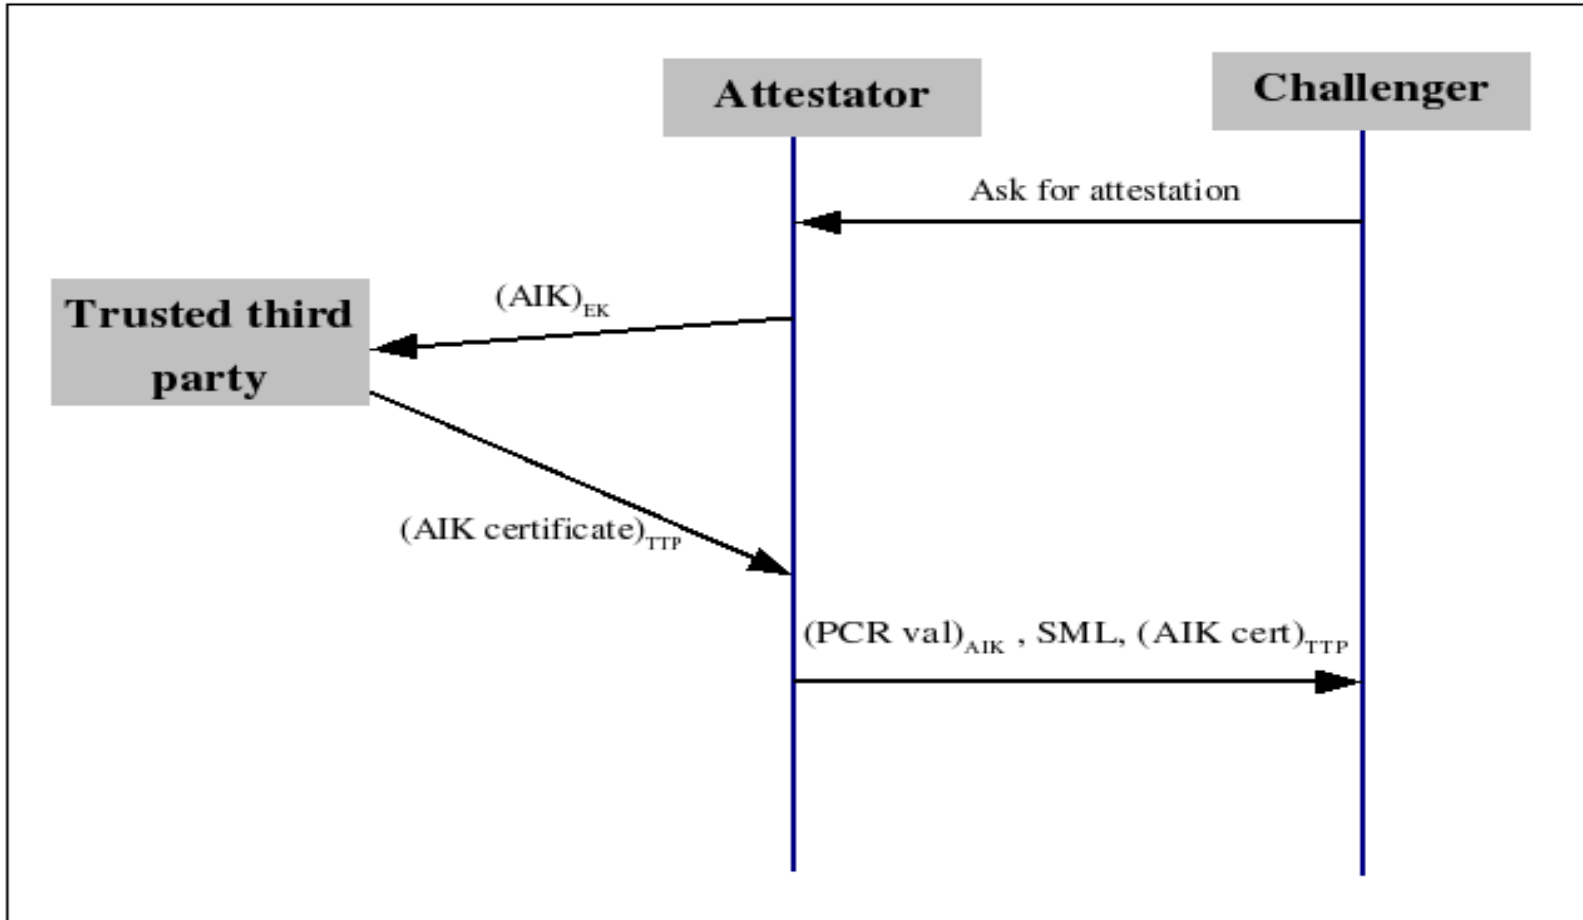 Attestator
Challenger
Ask for attestation
(AIK)EK
Trusted third
party
(AIK certificate)TTP
(PCR val)AIK , SML, (AIK cert)TTP